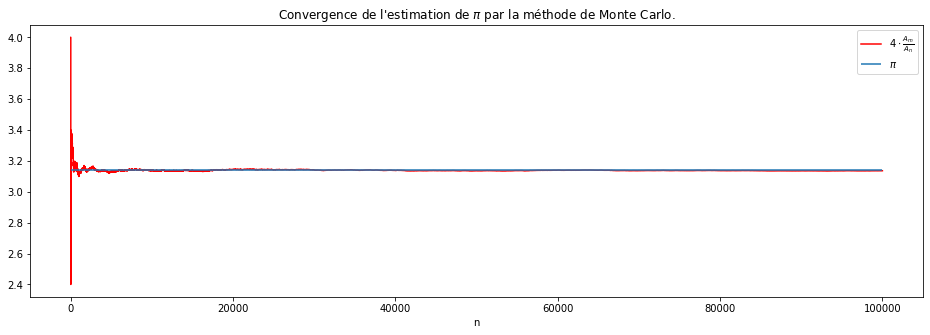 Convergence de l'estimation de π par la méthode de Monte Carlo.
4.0
3.8
3.6
3.4
3.2
3.0
2.8
2.6
2.4
4 · A_m/A_n
π
0 20000 40000 60000 80000 100000
n